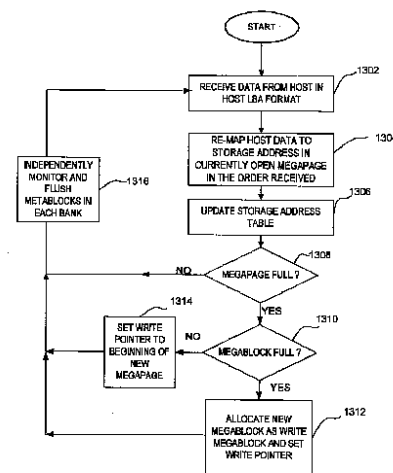 START
RECEIVE DATA FROM HOST IN
HOST LBA FORMAT
1302
RE-MAP HOST DATA TO
STORAGE ADDRESS IN
CURRENTLY OPEN MEGAPAGE
IN THE ORDER RECEIVED
1304
UPDATE STORAGE ADDRESS
TABLE
1306
INDEPENDENTLY
MONITOR AND
FLUSH
METABLOCKS IN
EACH BANK
1316
MEGAPAGE FULL ?
1308
NO
YES
1314
SET WRITE
POINTER TO
BEGINNING OF
NEW
MEGAPAGE
NO
MEGABLOCK FULL ?
1310
YES
ALLOCATE NEW
MEGABLOCK AS WRITE
MEGABLOCK AND SET
WRITE POINTER
1312